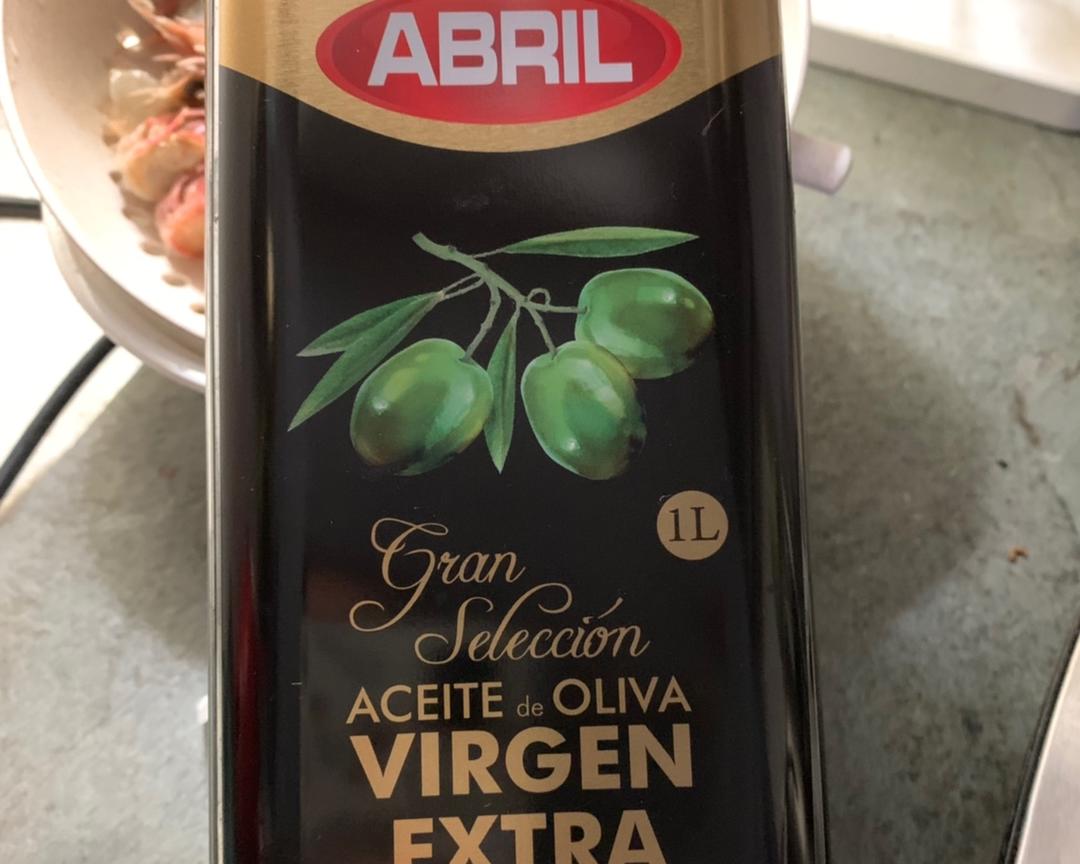 ABRIL
1L
Gran
Selección
ACEITE de OLIVA
VIRGEN
EXTRA